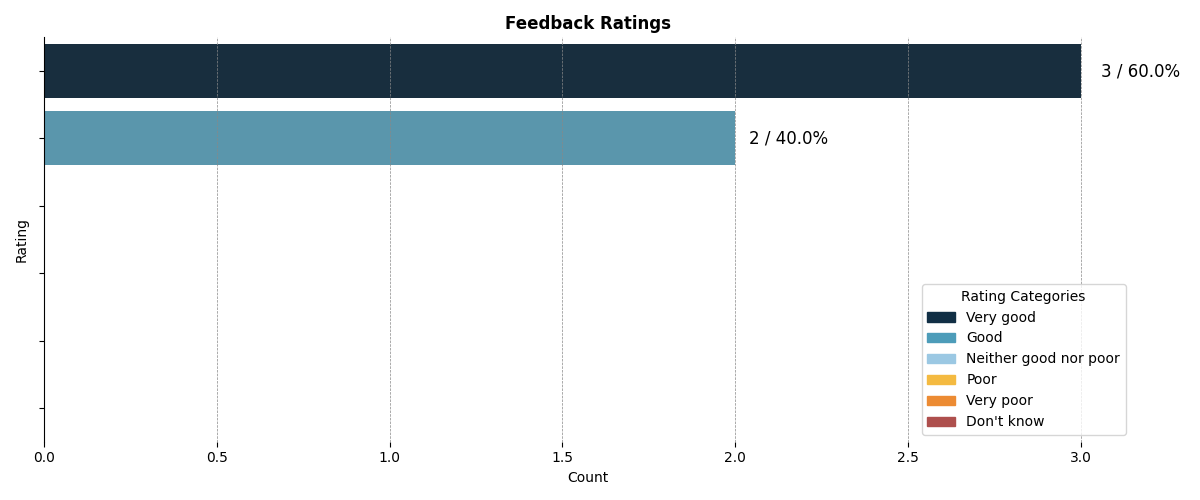 Feedback Ratings
3 / 60.0%
2 / 40.0%
Rating
Rating Categories
Very good
Good
Neither good nor poor
Poor
Very poor
Don't know
0.0 0.5 1.0 1.5 2.0 2.5 3.0
Count